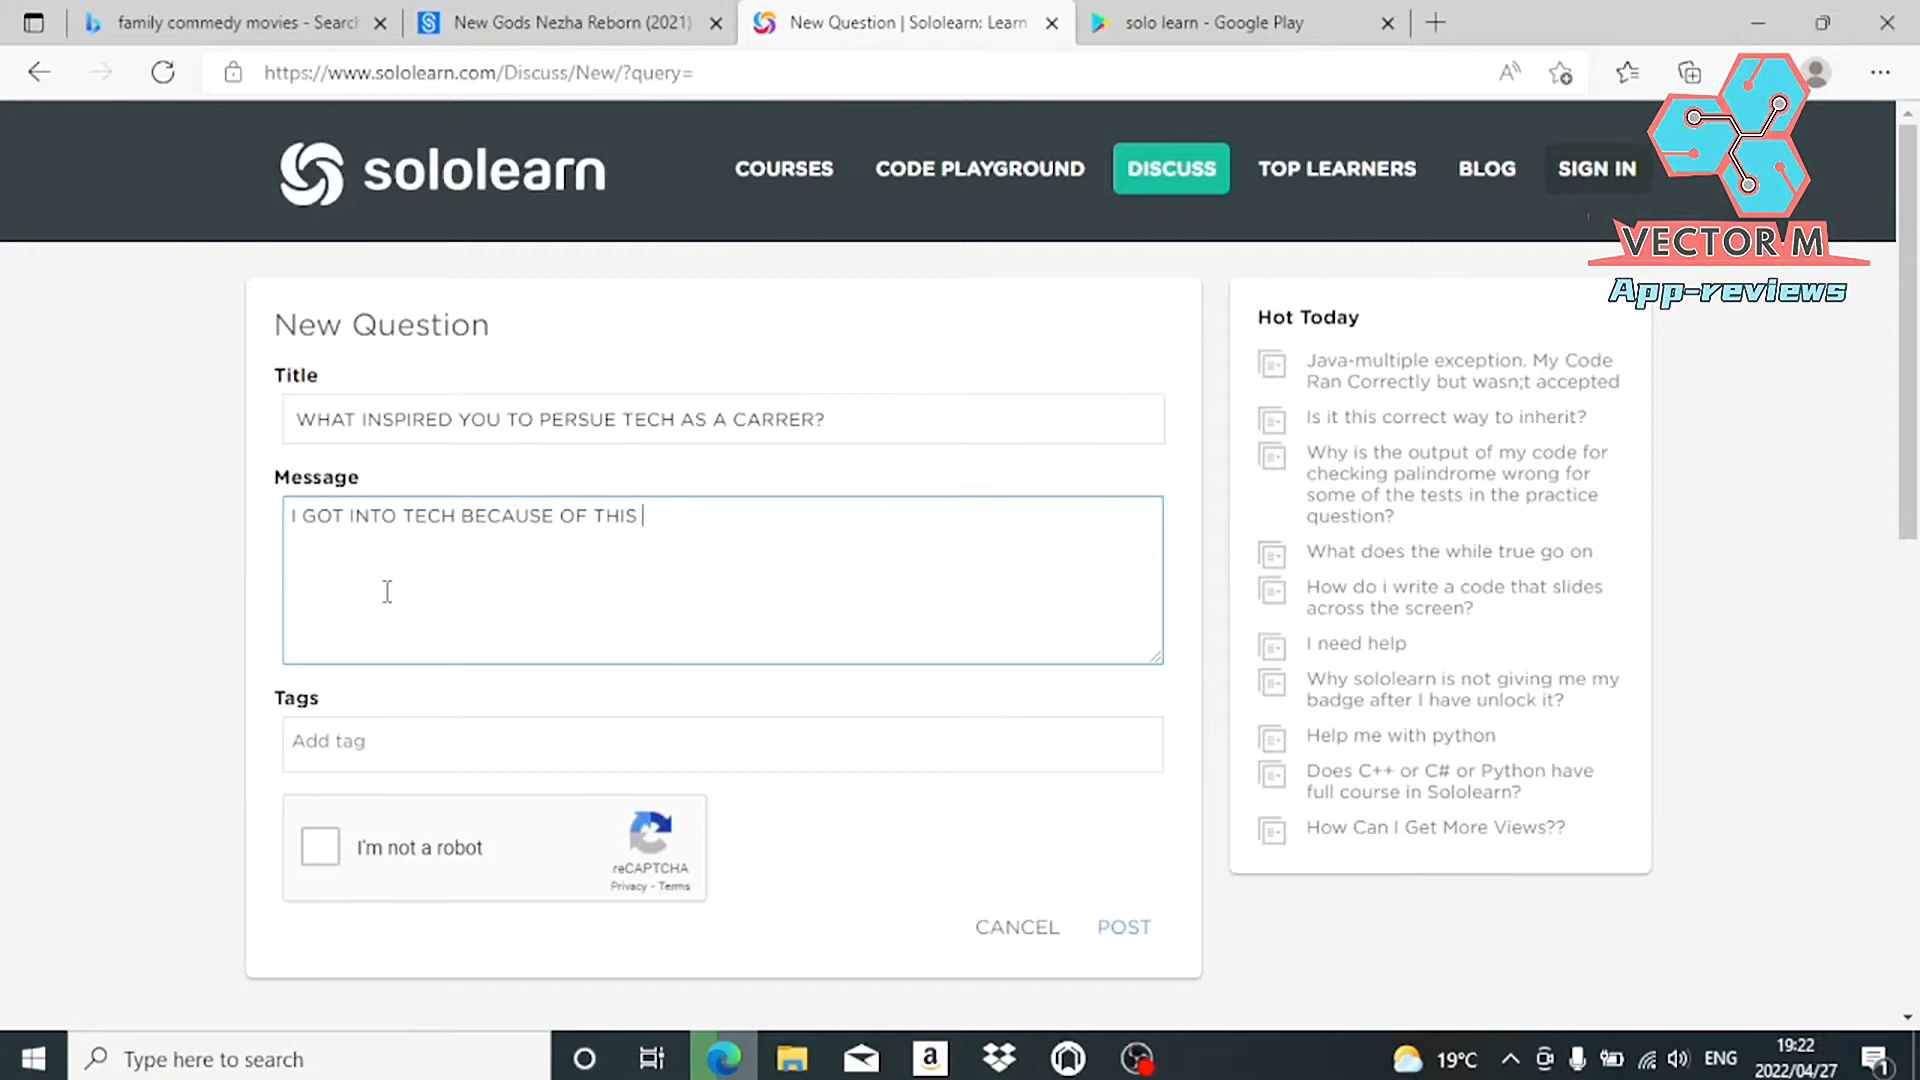 family commedy movies - Searc
New Gods Nezha Reborn (2021)
New Question | Sololearn: Learn
solo learn - Google Play
https://www.sololearn.com/Discuss/New/?query=
sololearn
COURSES
CODE PLAYGROUND
DISCUSS
TOP LEARNERS
BLOG
SIGN IN
VECTOR M
App-reviews
New Question
Title
WHAT INSPIRED YOU TO PERSUE TECH AS A CARRER?
Message
I GOT INTO TECH BECAUSE OF THIS
Tags
Add tag
I'm not a robot
reCAPTCHA
Privacy - Terms
CANCEL
POST
Hot Today
Java-multiple exception. My Code
Ran Correctly but wasn;t accepted
Is it this correct way to inherit?
Why is the output of my code for
checking palindrome wrong for
some of the tests in the practice
question?
What does the while true go on
How do i write a code that slides
across the screen?
I need help
Why sololearn is not giving me my
badge after I have unlock it?
Help me with python
Does C++ or C# or Python have
full course in Sololearn?
How Can I Get More Views??
Type here to search
a
19°C
ENG
19:22
2022/04/27
1